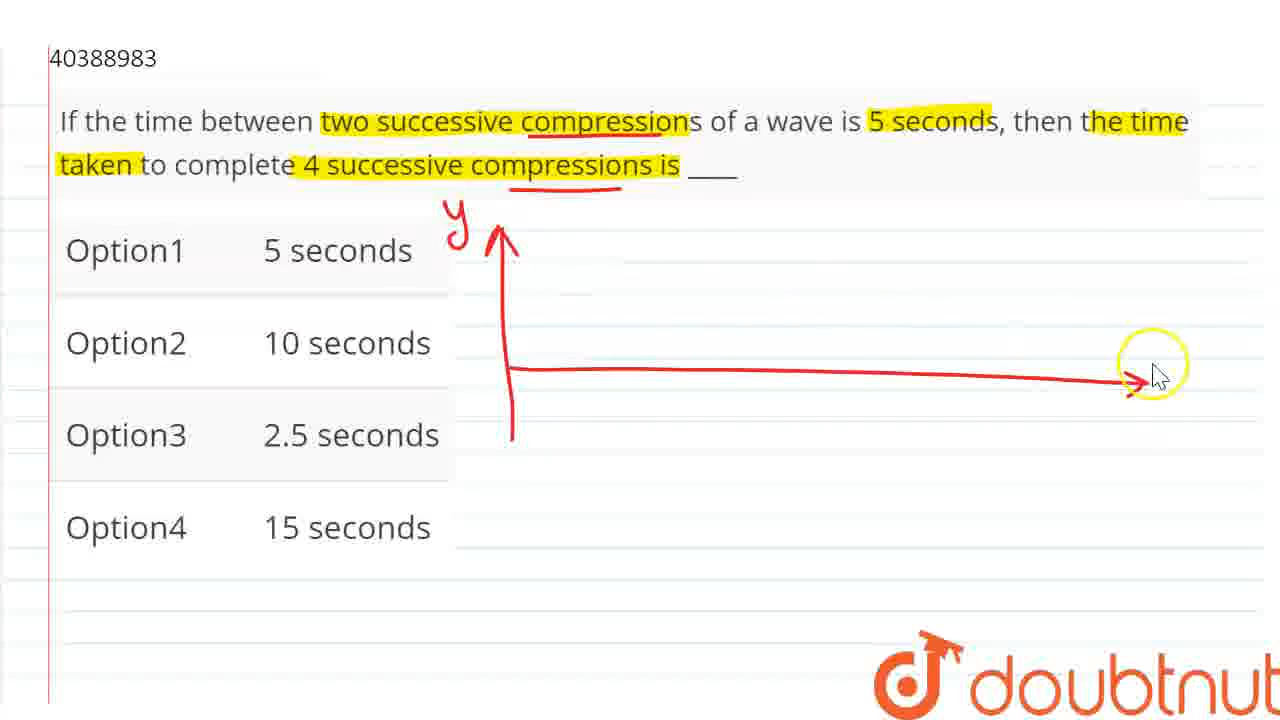 40388983
If the time between two successive compressions of a wave is 5 seconds, then the time
taken to complete 4 successive compressions is ____
Option1 5 seconds
y
Option2 10 seconds
Option3 2.5 seconds
Option4 15 seconds
doubtnut